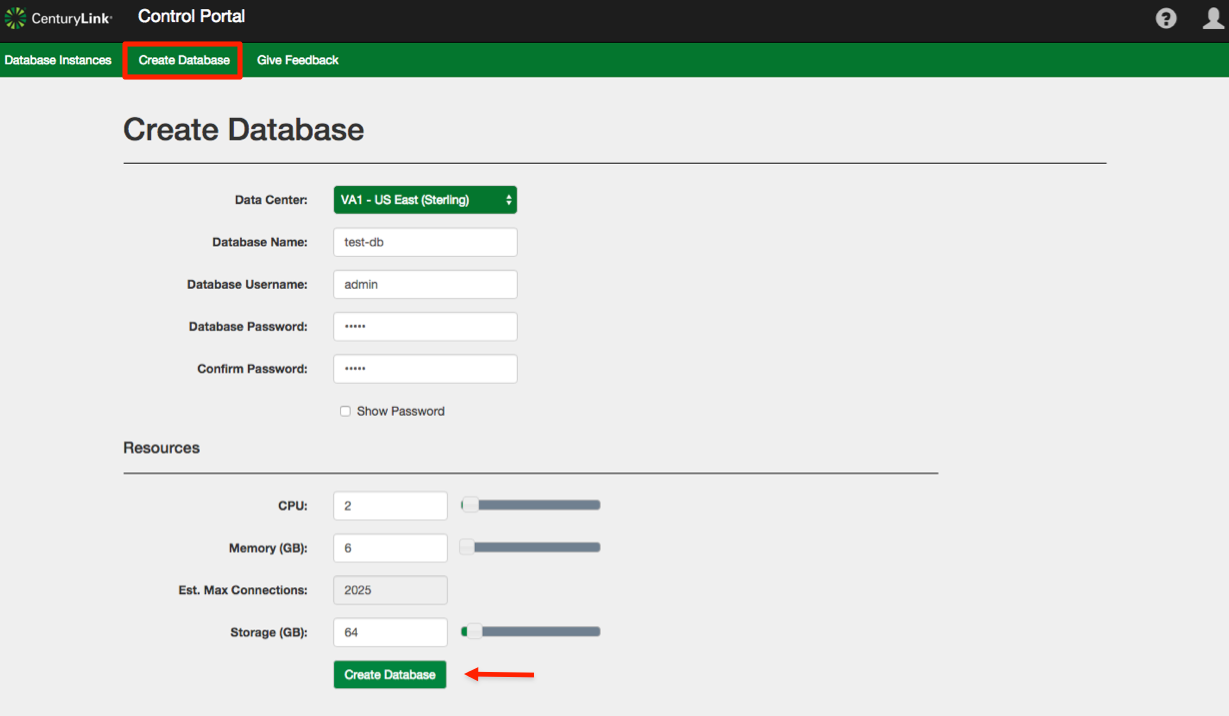 CenturyLink Control Portal
Database Instances Create Database Give Feedback
Create Database
Data Center: VA1 - US East (Sterling)
Database Name: test-db
Database Username: admin
Database Password: •••••
Confirm Password: •••••
Show Password
Resources
CPU: 2
Memory (GB): 6
Est. Max Connections: 2025
Storage (GB): 64
Create Database